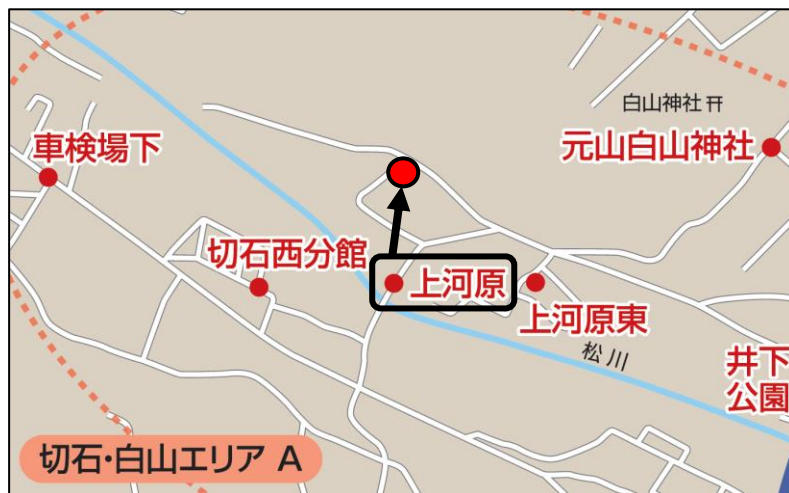 白山神社
車検場下
元山白山神社
切石西分館
上河原
上河原東
松川
井下
公園
切石・白山エリア A